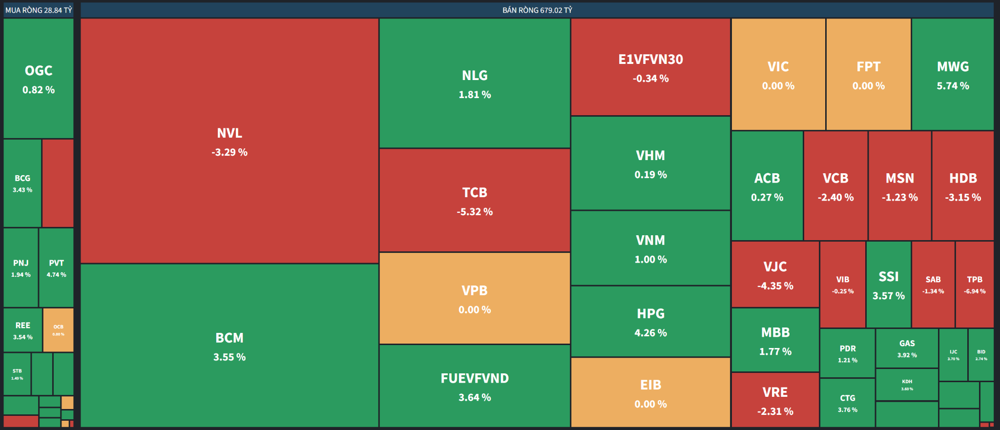 MUA RÒNG 28.84 TỶ
OGC
0.82 %
BCG
3.43 %
PNJ
1.94 %
PVT
4.74 %
REE
3.54 %
OCB
0.00 %
STB
1.49 %
BÁN RÒNG 679.02 TỶ
NVL
-3.29 %
BCM
3.55 %
NLG
1.81 %
TCB
-5.32 %
VPB
0.00 %
FUEVFVND
3.64 %
E1VFVN30
-0.34 %
VHM
0.19 %
VNM
1.00 %
HPG
4.26 %
EIB
0.00 %
VIC
0.00 %
FPT
0.00 %
MWG
5.74 %
ACB
0.27 %
VCB
-2.40 %
MSN
-1.23 %
HDB
-3.15 %
VJC
-4.35 %
MBB
1.77 %
VRE
-2.31 %
VIB
-0.25 %
SSI
3.57 %
SAB
-1.34 %
TPB
-6.94 %
PDR
1.21 %
CTG
3.76 %
GAS
3.92 %
KDH
3.60 %
IJC
3.70 %
BID
2.74 %